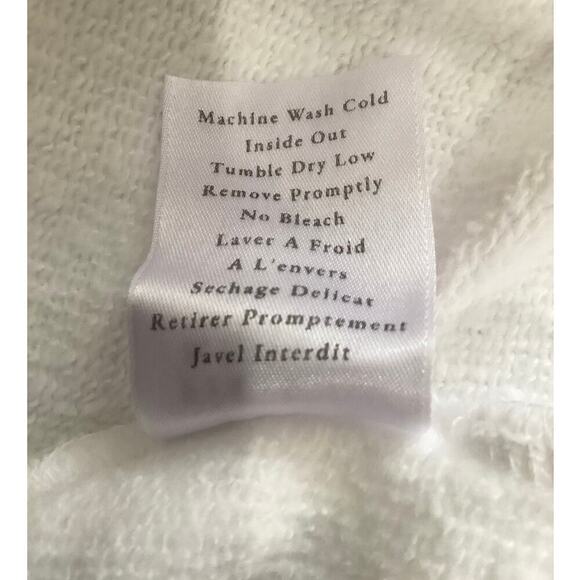 Machine Wash Cold
Inside Out
Tumble Dry Low
Remove Promptly
No Bleach
Laver A Froid
A L'envers
Sechage Delicat
Retirer Promptement
Javel Interdit